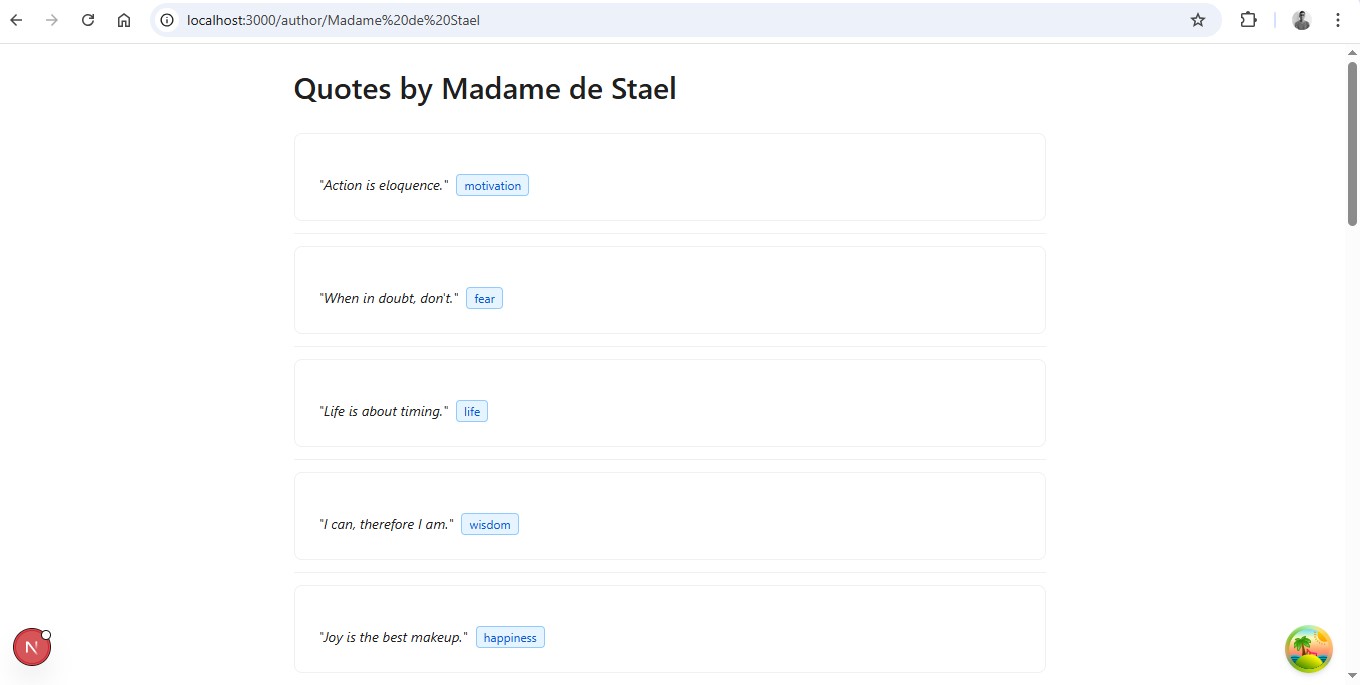 localhost:3000/author/Madame%20de%20Stael
Quotes by Madame de Stael
"Action is eloquence." motivation
"When in doubt, don't." fear
"Life is about timing." life
"I can, therefore I am." wisdom
"Joy is the best makeup." happiness
N